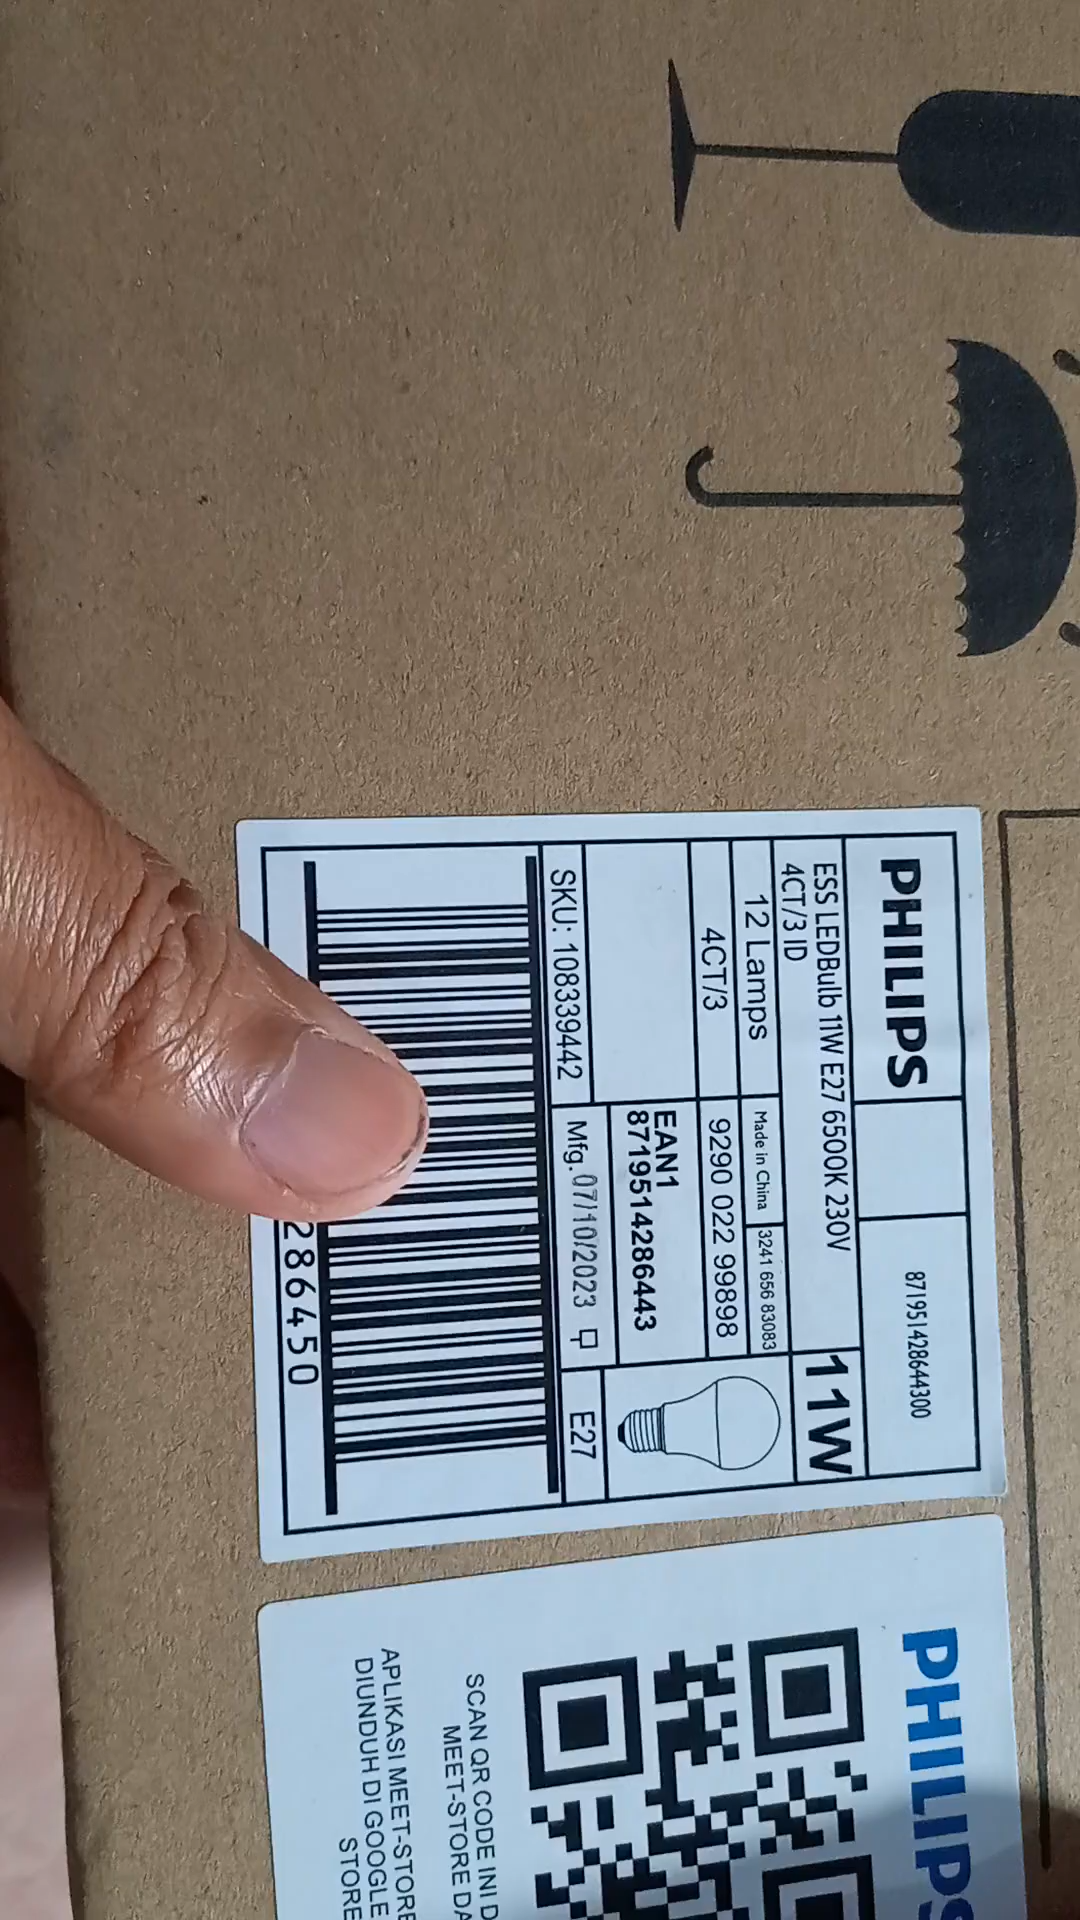 PHILIPS
871951428644300
ESS LEDBulb 11W E27 6500K 230V
4CT/3 ID
11W
12 Lamps
Made in China
3241 656 83083
4CT/3
9290 022 99898
EAN1
8719514286443
SKU: 108339442
Mfg. 07/10/2023
E27
286450
PHILIPS
SCAN QR CODE INI
MEET-STORE
APLIKASI MEET-STORE
DIUNDUH DI GOOGLE
STORE